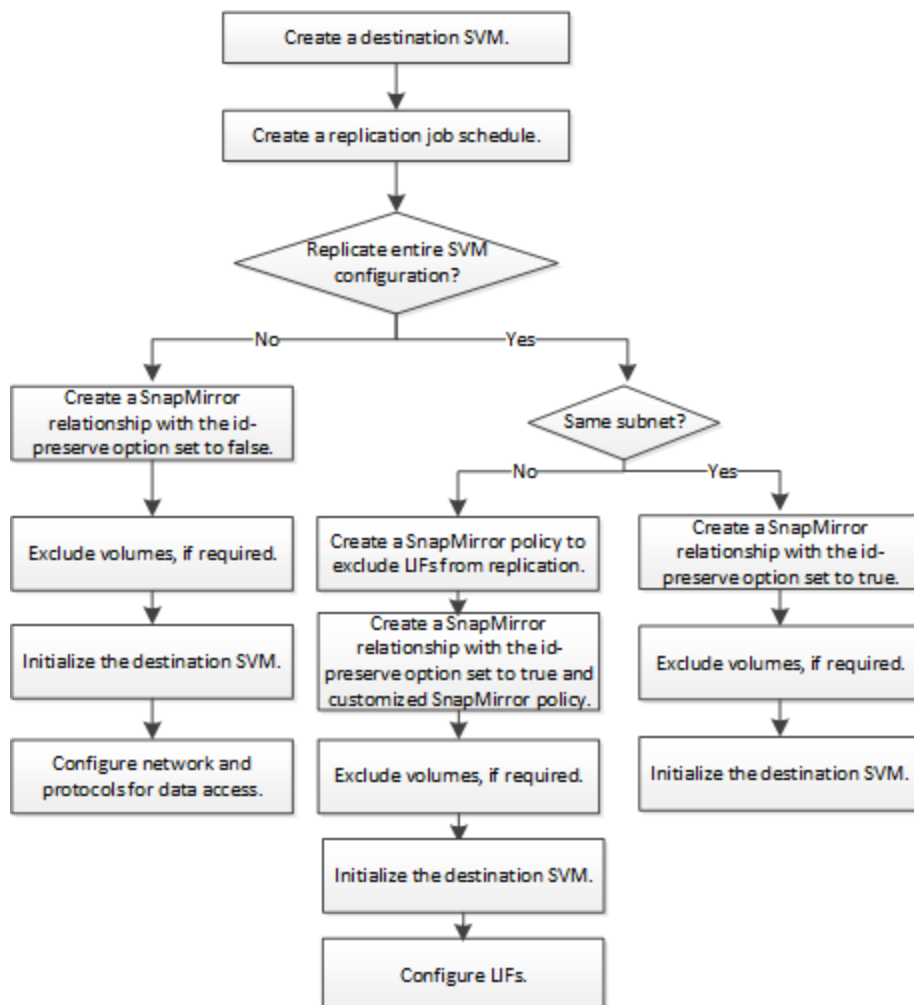 Create a destination SVM.
Create a replication job schedule.
Replicate entire SVM
configuration?
No
Yes
Create a SnapMirror
relationship with the id-
preserve option set to false.
Same subnet?
No
Yes
Exclude volumes, if required.
Create a SnapMirror policy to
exclude LIFs from replication.
Create a SnapMirror
relationship with the id-
preserve option set to true.
Initialize the destination SVM.
Create a SnapMirror
relationship with the id-
preserve option set to true and
customized SnapMirror policy.
Exclude volumes, if required.
Configure network and
protocols for data access.
Exclude volumes, if required.
Initialize the destination SVM.
Initialize the destination SVM.
Configure LIFs.